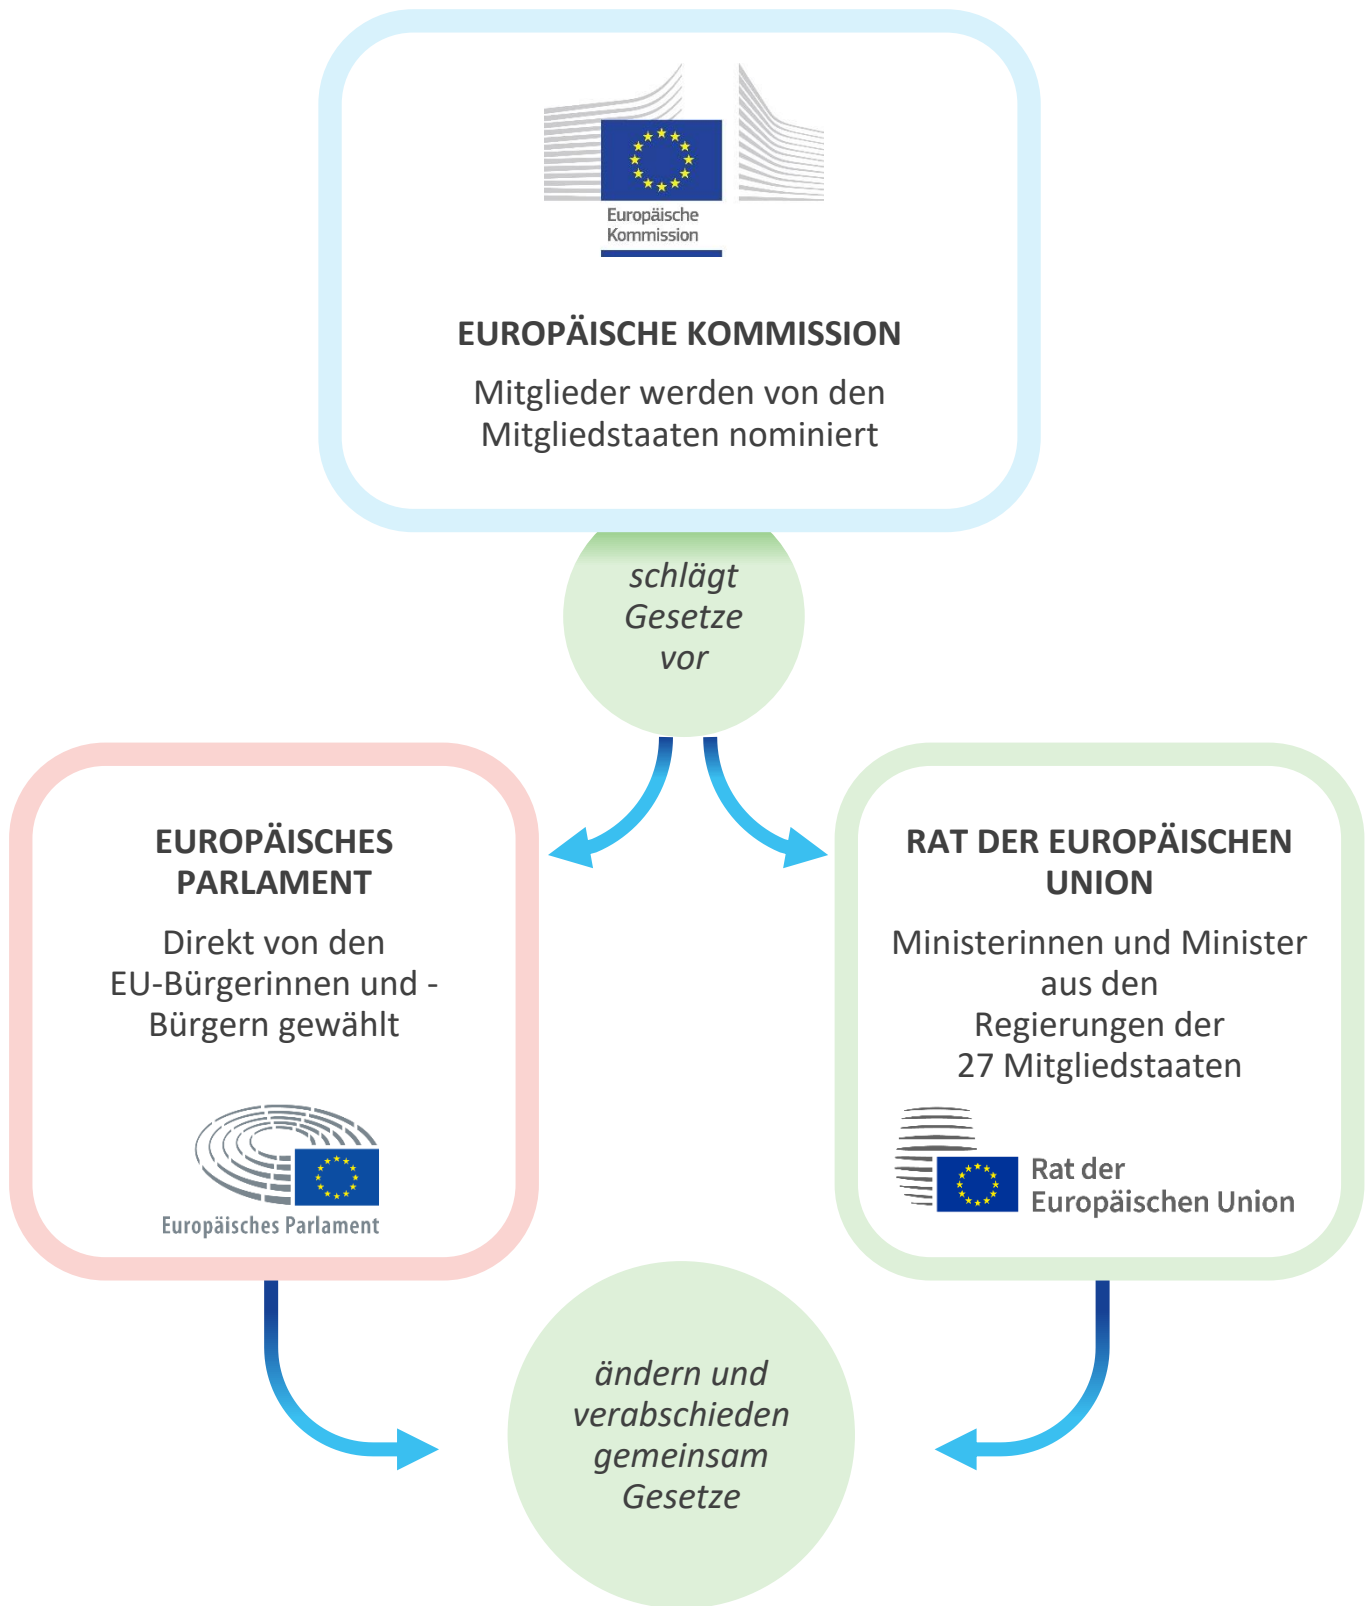 Europäische
Kommission
EUROPÄISCHE KOMMISSION
Mitglieder werden von den
Mitgliedstaaten nominiert
schlägt
Gesetze
vor
EUROPÄISCHES
PARLAMENT
Direkt von den
EU-Bürgerinnen und -
Bürgern gewählt
Europäisches Parlament
RAT DER EUROPÄISCHEN
UNION
Ministerinnen und Minister
aus den
Regierungen der
27 Mitgliedstaaten
Rat der
Europäischen Union
ändern und
verabschieden
gemeinsam
Gesetze